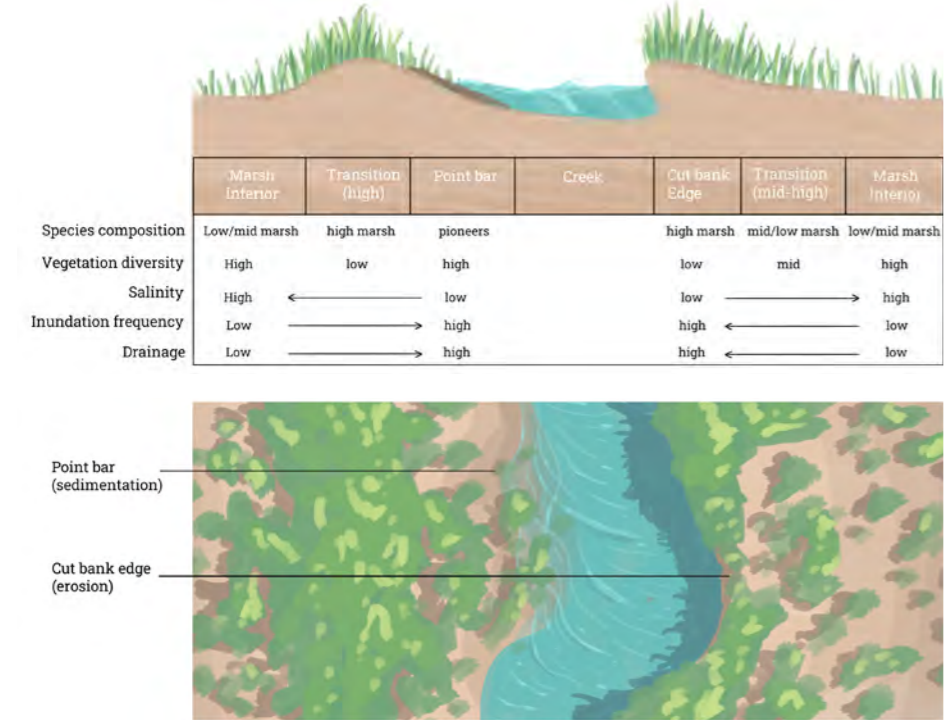 Marsh Interior
Transition (high)
Point bar
Creek
Cut bank Edge
Transition (mid-high)
Marsh Interior
Species composition Low/mid marsh high marsh pioneers high marsh mid/low marsh low/mid marsh
Vegetation diversity High low high low mid high
Salinity High low low high
Inundation frequency Low high high low
Drainage Low high high low
Point bar
(sedimentation)
Cut bank edge
(erosion)